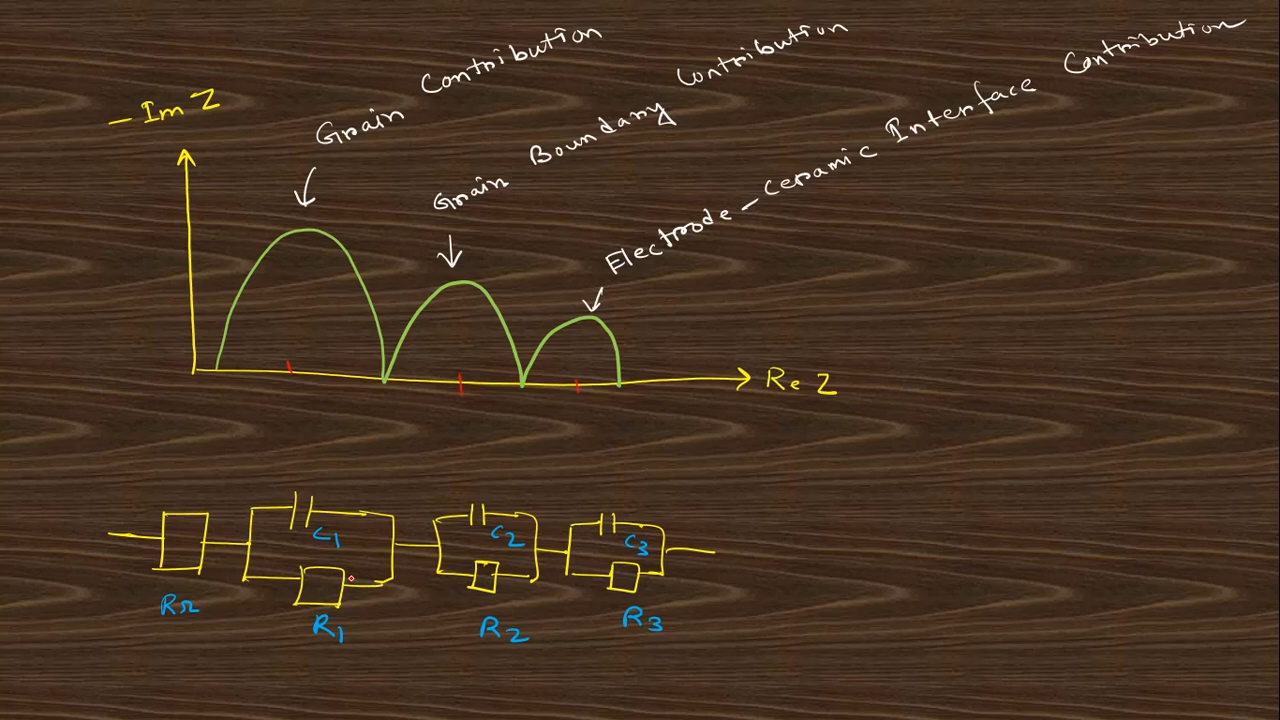 Grain Contribution
Grain Boundary Contribution
Electrode - Ceramic Interface Contribution
- Im Z
Re Z
C1
C2
C3
RΩ
R1
R2
R3